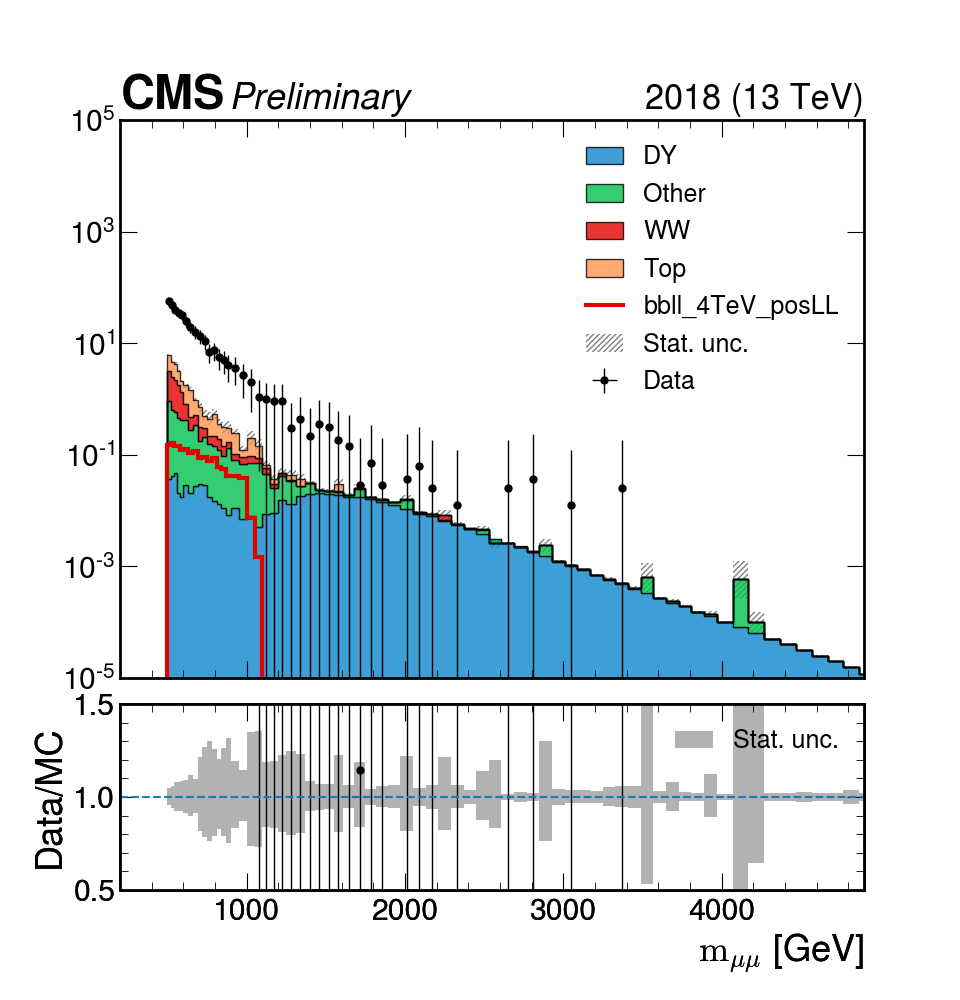 CMS Preliminary 2018 (13 TeV)
10^5
10^3
10^1
10^-1
10^-3
10^-5
DY
Other
WW
Top
bbll_4TeV_posLL
Stat. unc.
Data
1.5
1.0
0.5
Data/MC
Stat. unc.
1000 2000 3000 4000
m_μμ [GeV]